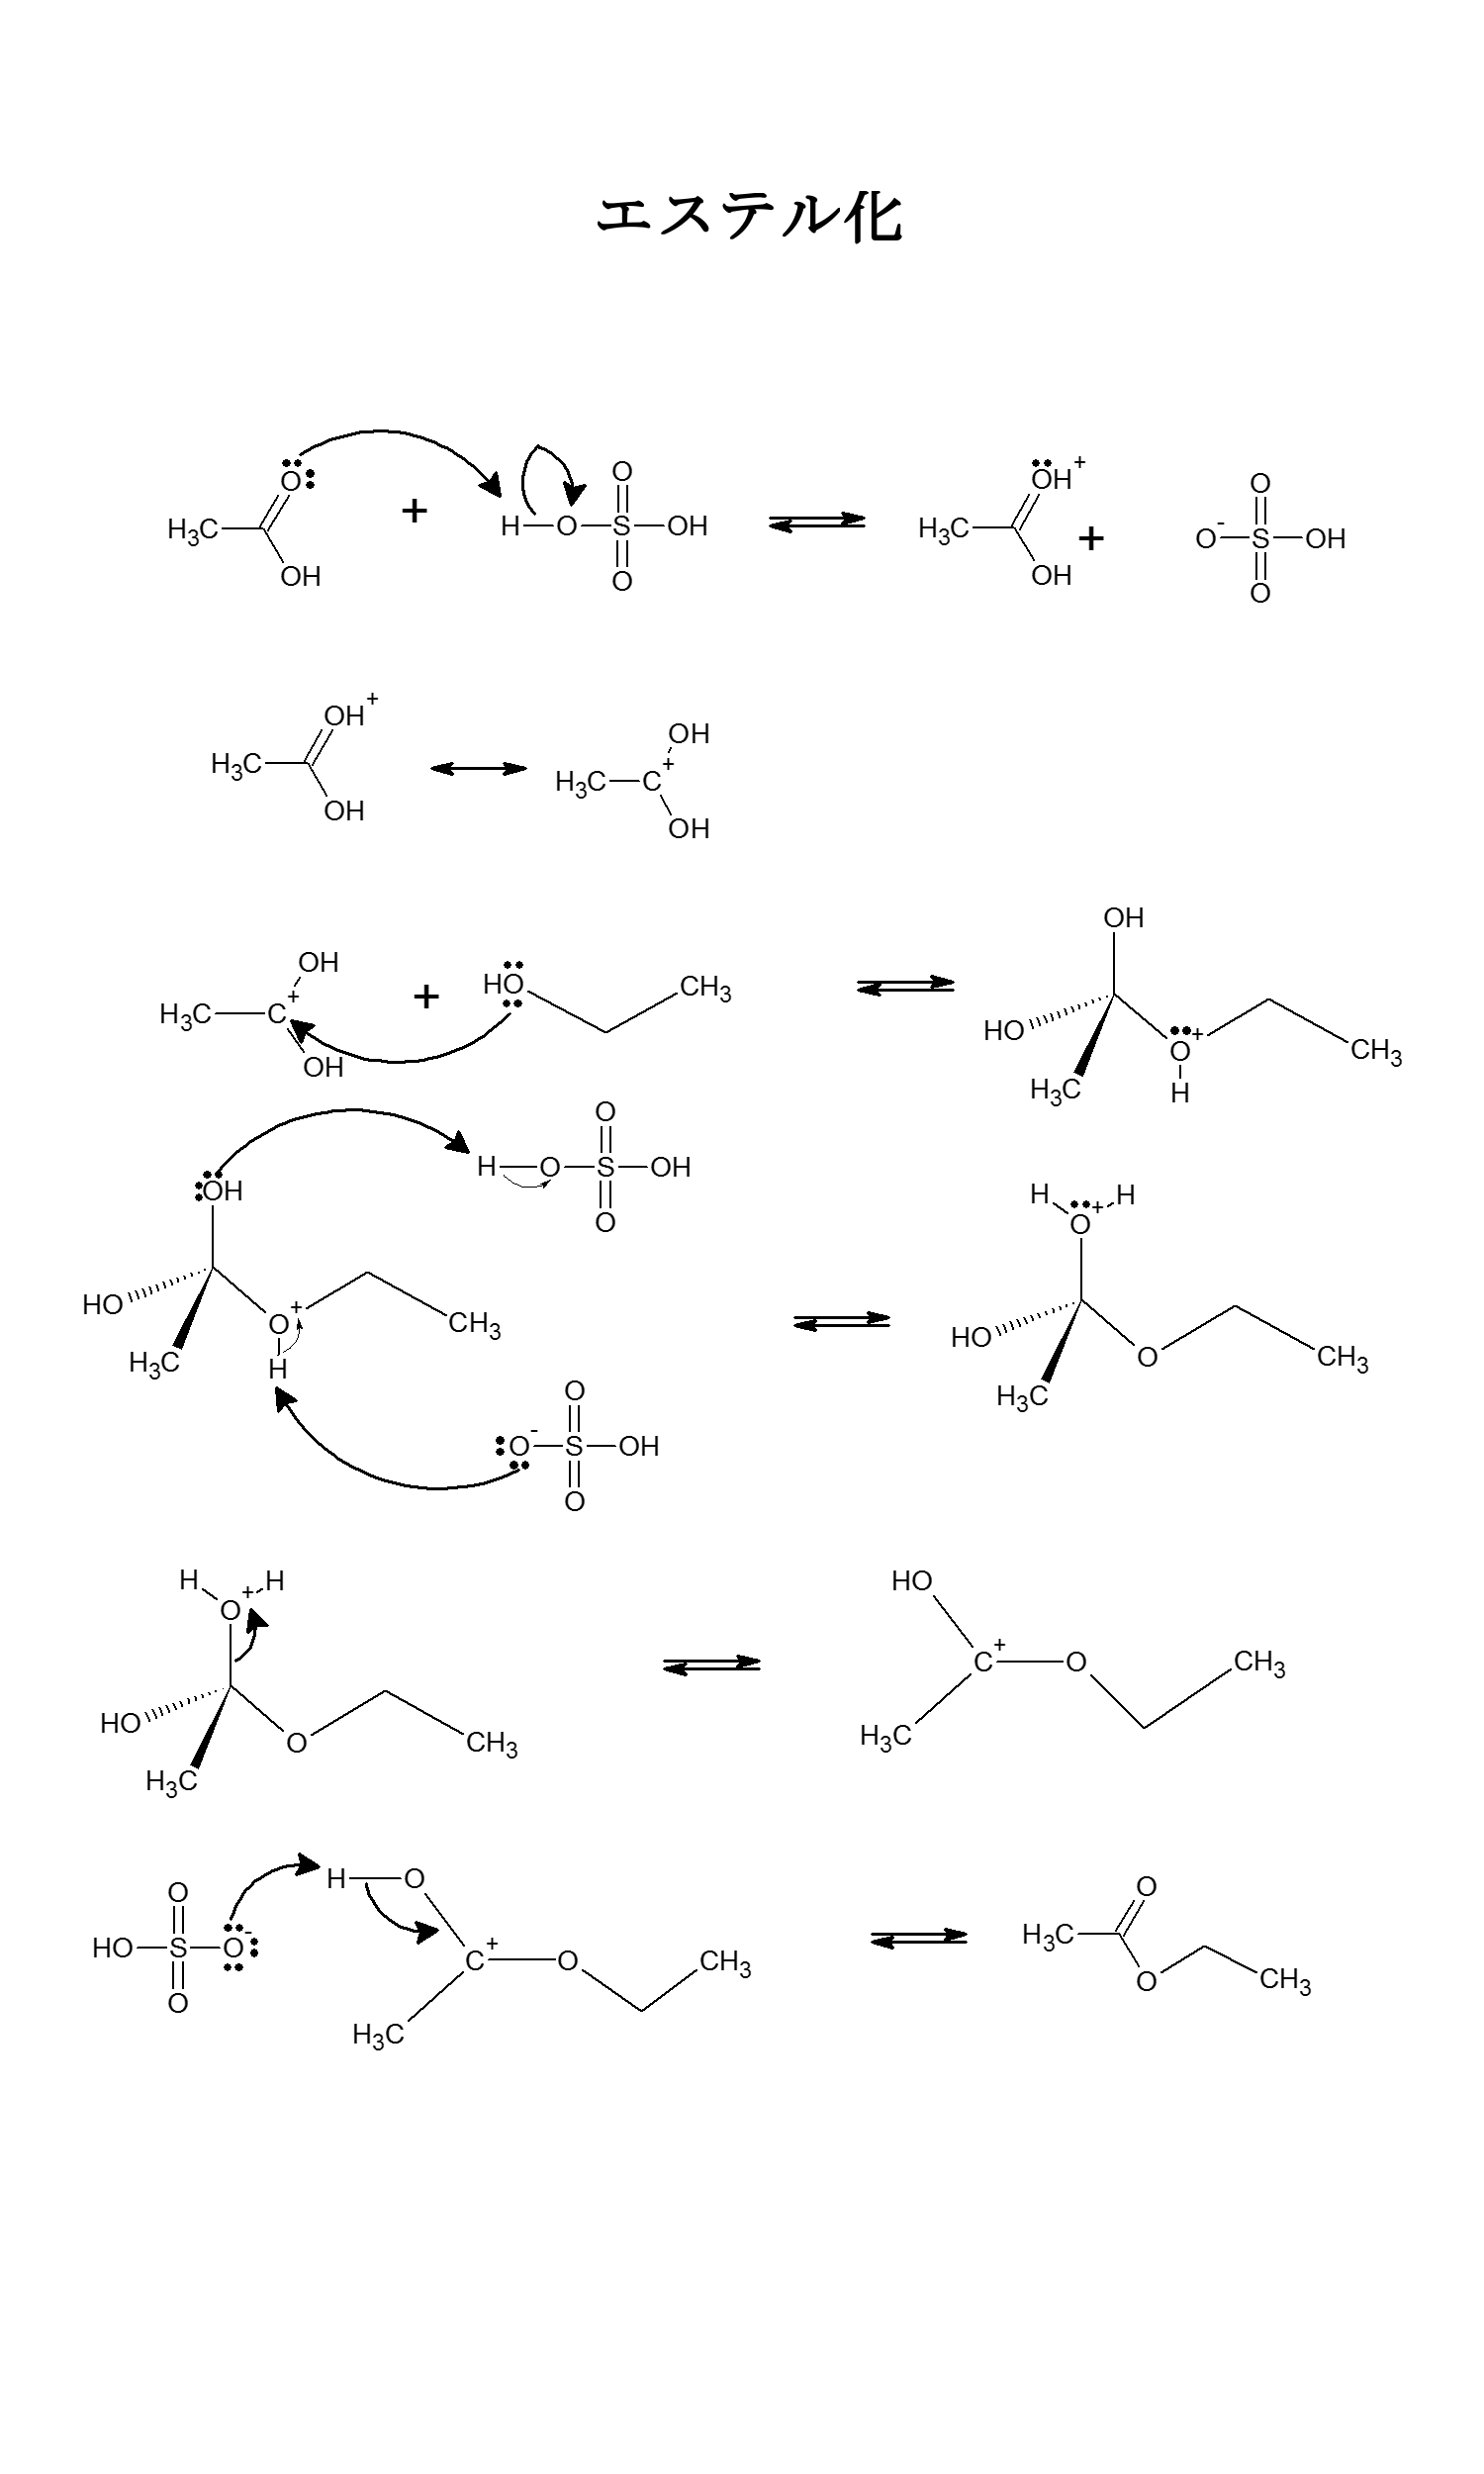 エステル化
O
O O
H3C + H O S OH H3C OH+ + O- S OH
OH O OH O
OH+ OH
H3C H3C C+
OH OH
OH
OH
H3C C+ + HO CH3 HO O+ CH3
OH H3C H
O
H O S OH H H
OH O O+
HO O+ CH3 HO O CH3
H3C H H3C
O
O- S OH
O
H O+ H HO
C+ O CH3
HO O CH3 H3C
H3C
O H O O
HO S O- C+ O CH3 H3C
O H3C O CH3